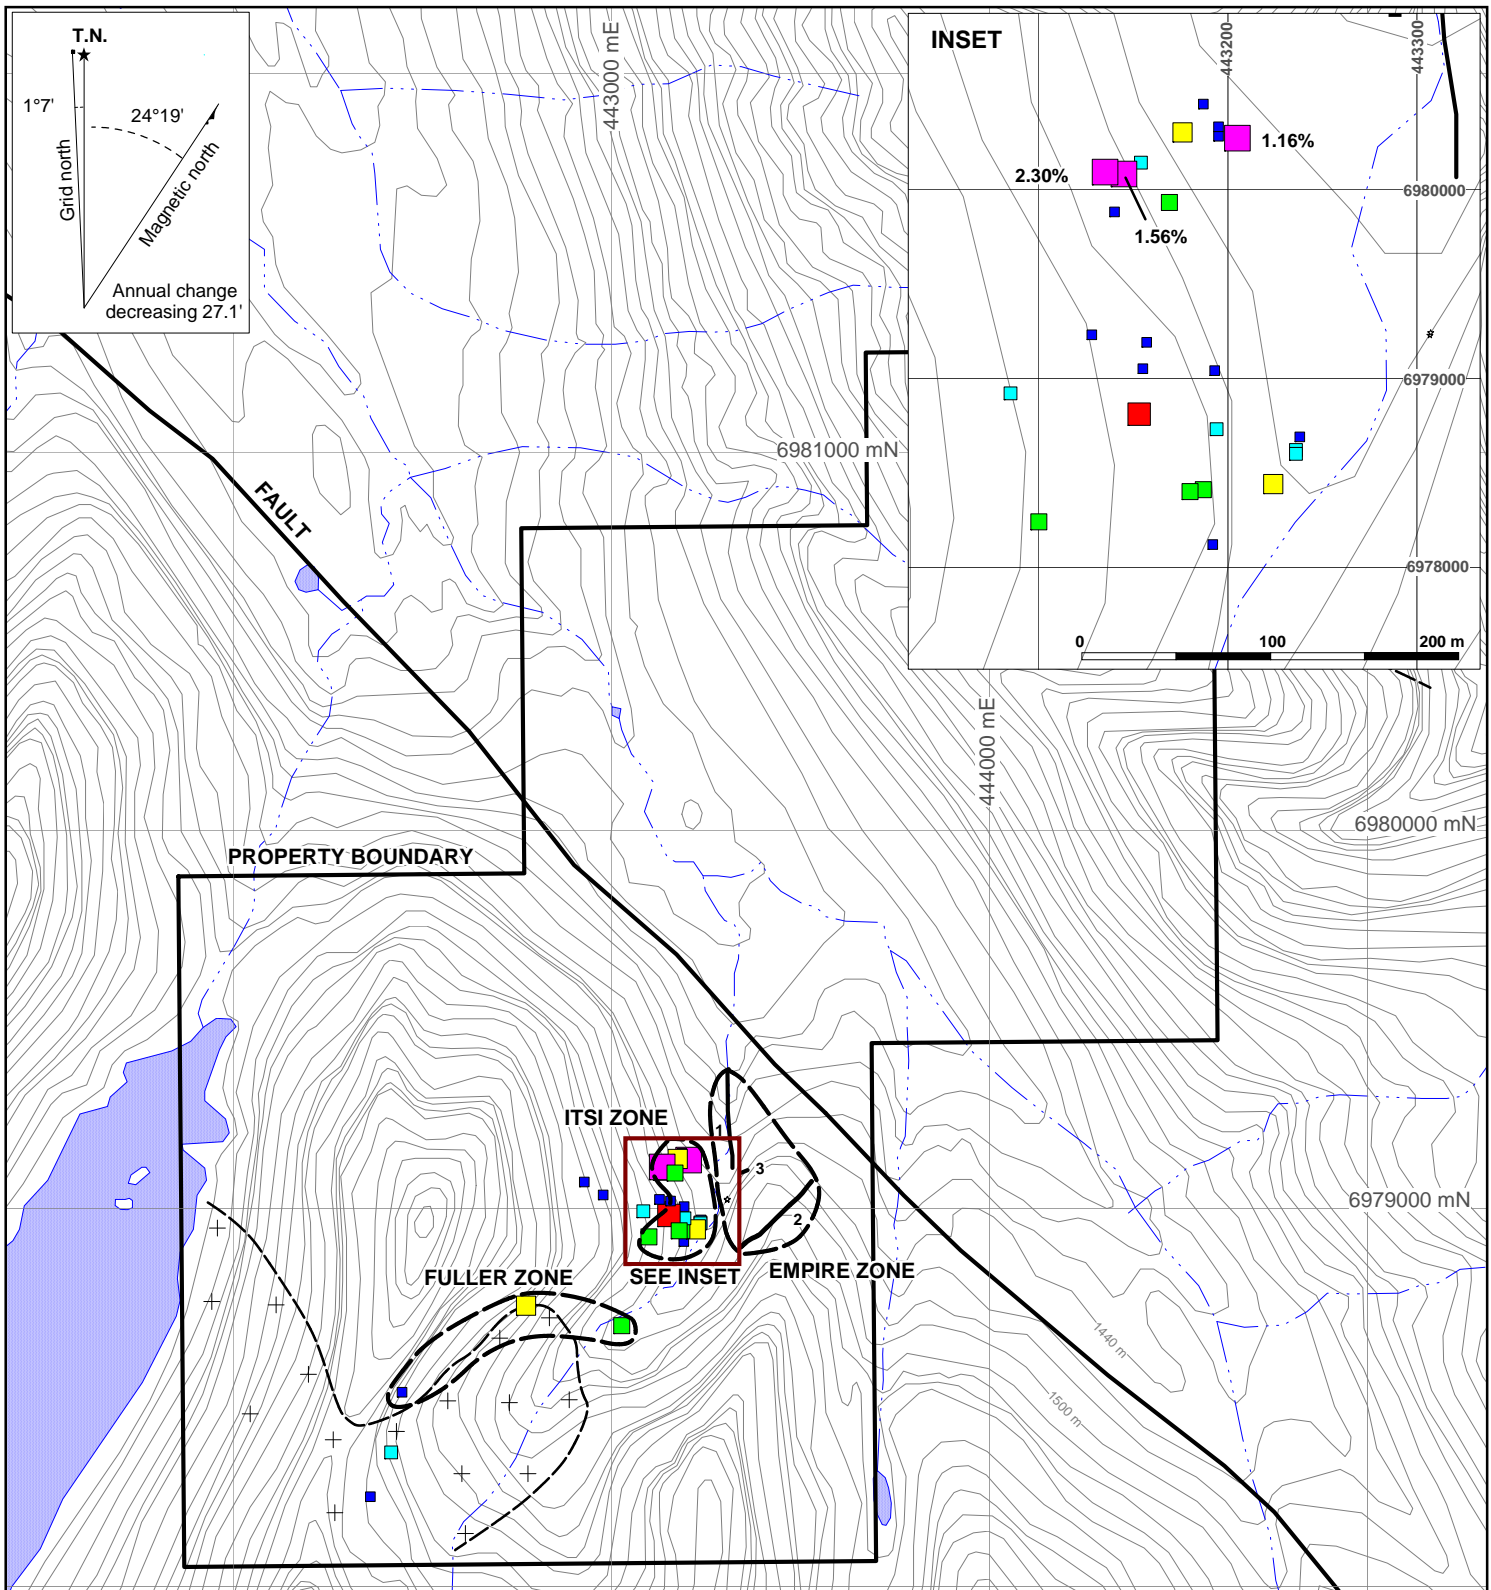 T.N.
1°7'
24°19'
Grid north
Magnetic north
Annual change
decreasing 27.1'
443000 mE
INSET
443200
443300
1.16%
2.30%
6980000
1.56%
6979000
6978000
0 100 200 m
6981000 mN
FAULT
444000 mE
6980000 mN
PROPERTY BOUNDARY
ITSI ZONE
1
3
2
6979000 mN
FULLER ZONE
SEE INSET
EMPIRE ZONE
1440 m
1500 m